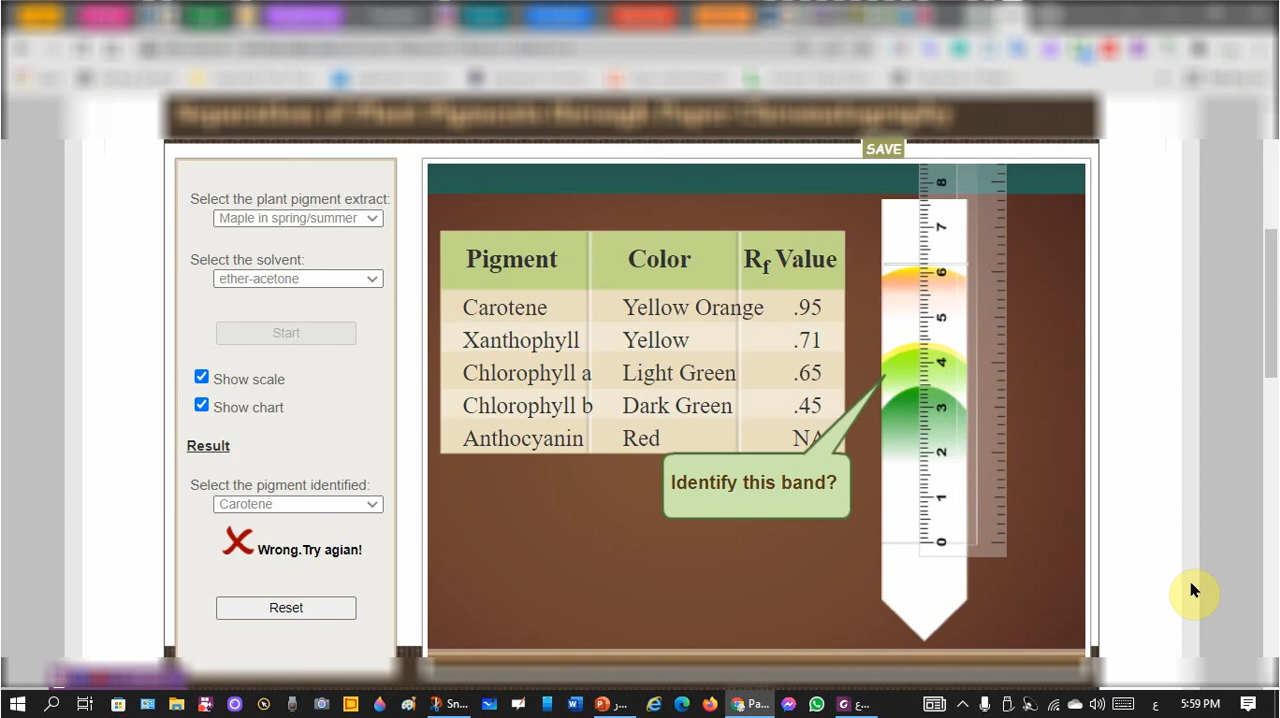 SAVE
Select the plant pigment extract:
Maple in spring/summer
Select the solvent:
ether-acetone
Start
Show scale
Show chart
Result
Select the pigment identified:
Carotene
Wrong.Try agian!
Reset
Pigment Color Rf Value
Carotene Yellow Orange .95
Xanthophyll Yellow .71
Chlorophyll a Light Green .65
Chlorophyll b Dark Green .45
Anthocyanin Red NA
Identify this band?
8
7
6
5
4
3
2
1
0
Sn...
ر...
Pa...
ع...
ع
5:59 PM